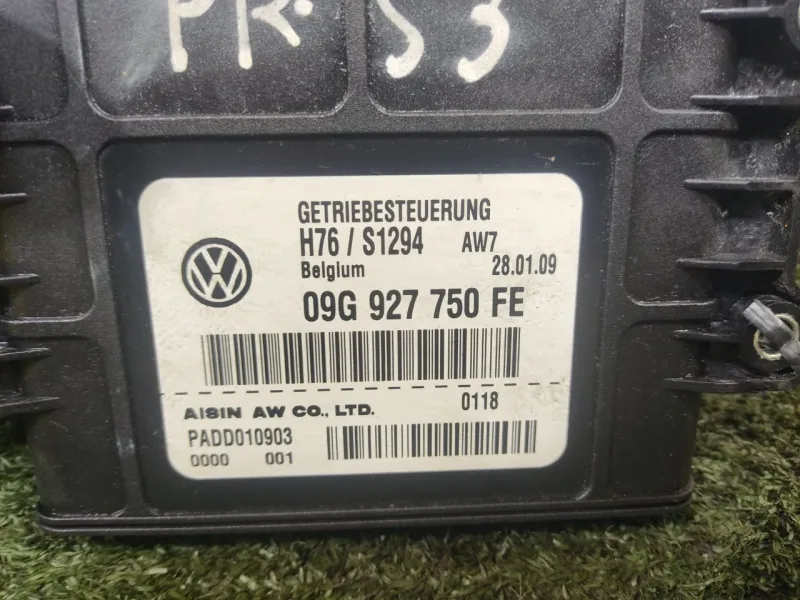 PR. S3
GETRIEBESTEUERUNG
H76 / S1294 AW7
Belgium 28.01.09
09G 927 750 FE
AISIN AW CO., LTD. 0118
PADD010903
0000 001